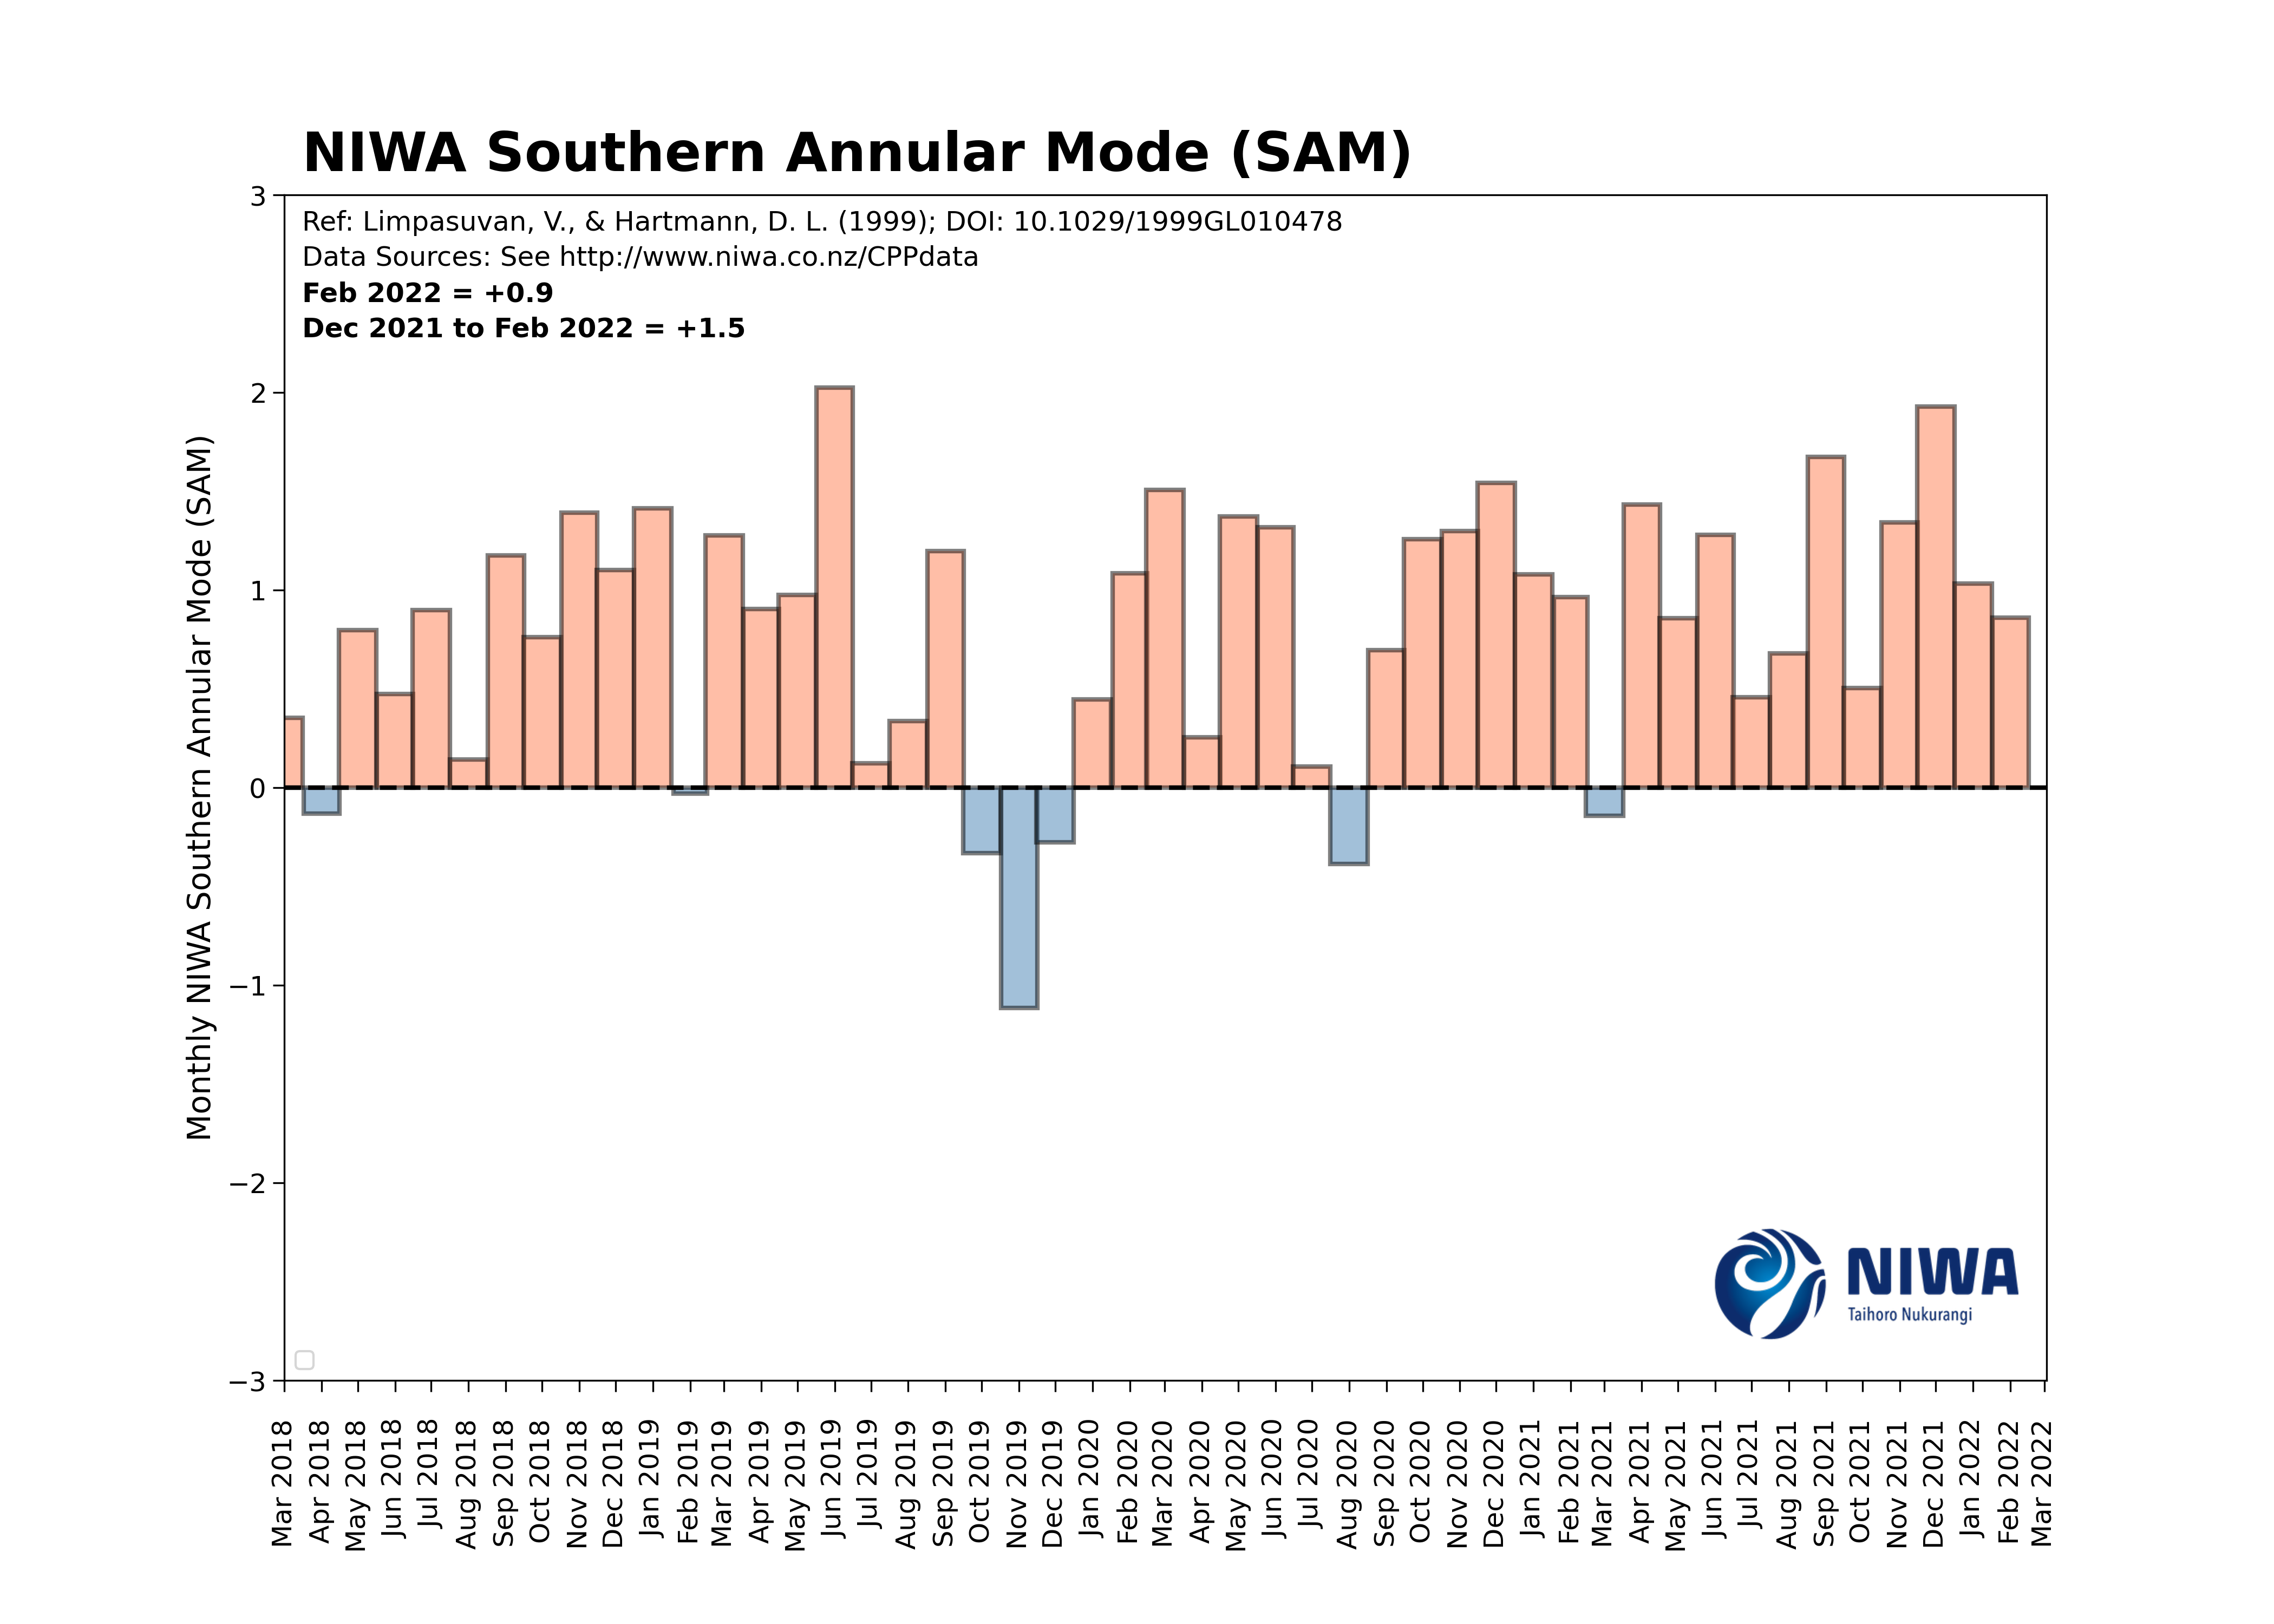 NIWA Southern Annular Mode (SAM)
Ref: Limpasuvan, V., & Hartmann, D. L. (1999); DOI: 10.1029/1999GL010478
Data Sources: See http://www.niwa.co.nz/CPPdata
Feb 2022 = +0.9
Dec 2021 to Feb 2022 = +1.5
Monthly NIWA Southern Annular Mode (SAM)
3
2
1
0
−1
−2
−3
NIWA
Taihoro Nukurangi
Mar 2018
Apr 2018
May 2018
Jun 2018
Jul 2018
Aug 2018
Sep 2018
Oct 2018
Nov 2018
Dec 2018
Jan 2019
Feb 2019
Mar 2019
Apr 2019
May 2019
Jun 2019
Jul 2019
Aug 2019
Sep 2019
Oct 2019
Nov 2019
Dec 2019
Jan 2020
Feb 2020
Mar 2020
Apr 2020
May 2020
Jun 2020
Jul 2020
Aug 2020
Sep 2020
Oct 2020
Nov 2020
Dec 2020
Jan 2021
Feb 2021
Mar 2021
Apr 2021
May 2021
Jun 2021
Jul 2021
Aug 2021
Sep 2021
Oct 2021
Nov 2021
Dec 2021
Jan 2022
Feb 2022
Mar 2022